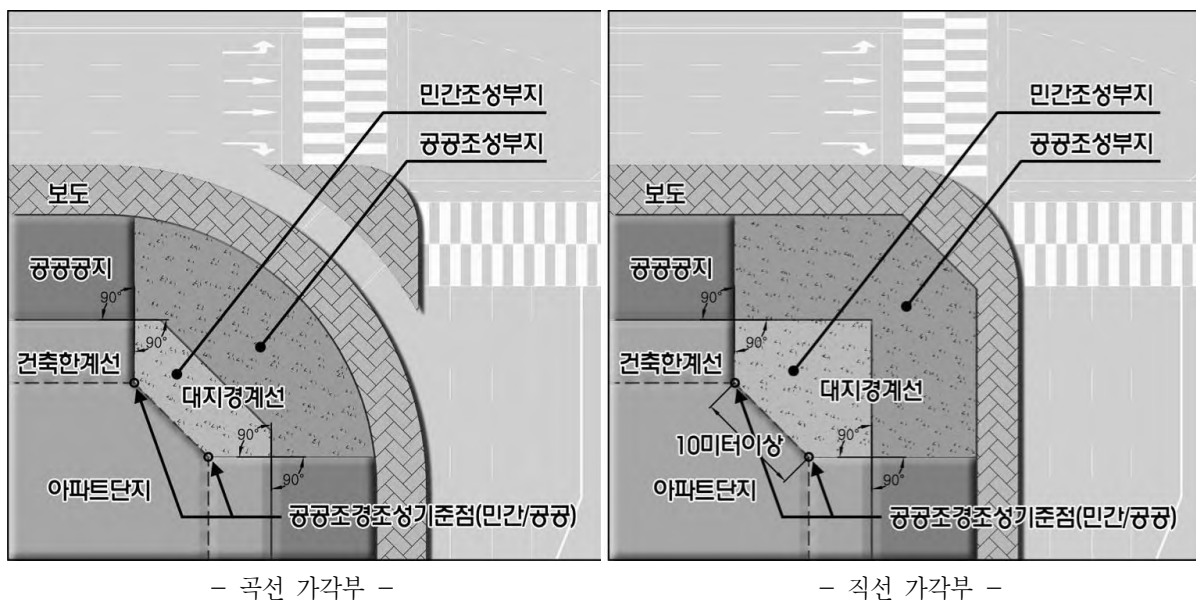 민간조성부지
공공조성부지
보도
공공공지
90°
90°
건축한계선
대지경계선
90°
90°
아파트단지
공공조경조성기준점(민간/공공)
– 곡선 가각부 –
민간조성부지
공공조성부지
보도
공공공지
90°
90°
건축한계선
대지경계선
10미터이상
90°
90°
아파트단지
공공조경조성기준점(민간/공공)
– 직선 가각부 –